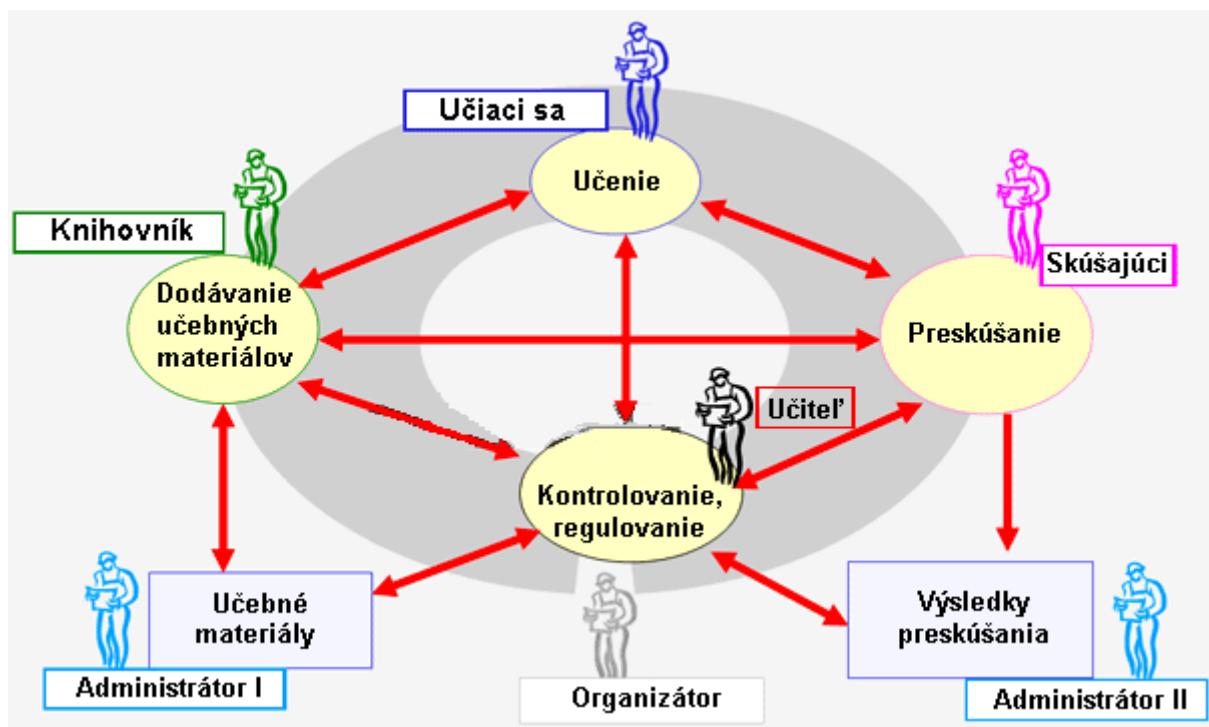 Učiaci sa
Učenie
Knihovník
Skúšajúci
Dodávanie
učebných
materiálov
Preskúšanie
Učiteľ
Kontrolovanie,
regulovanie
Učebné
materiály
Výsledky
preskúšania
Administrátor I
Organizátor
Administrátor II